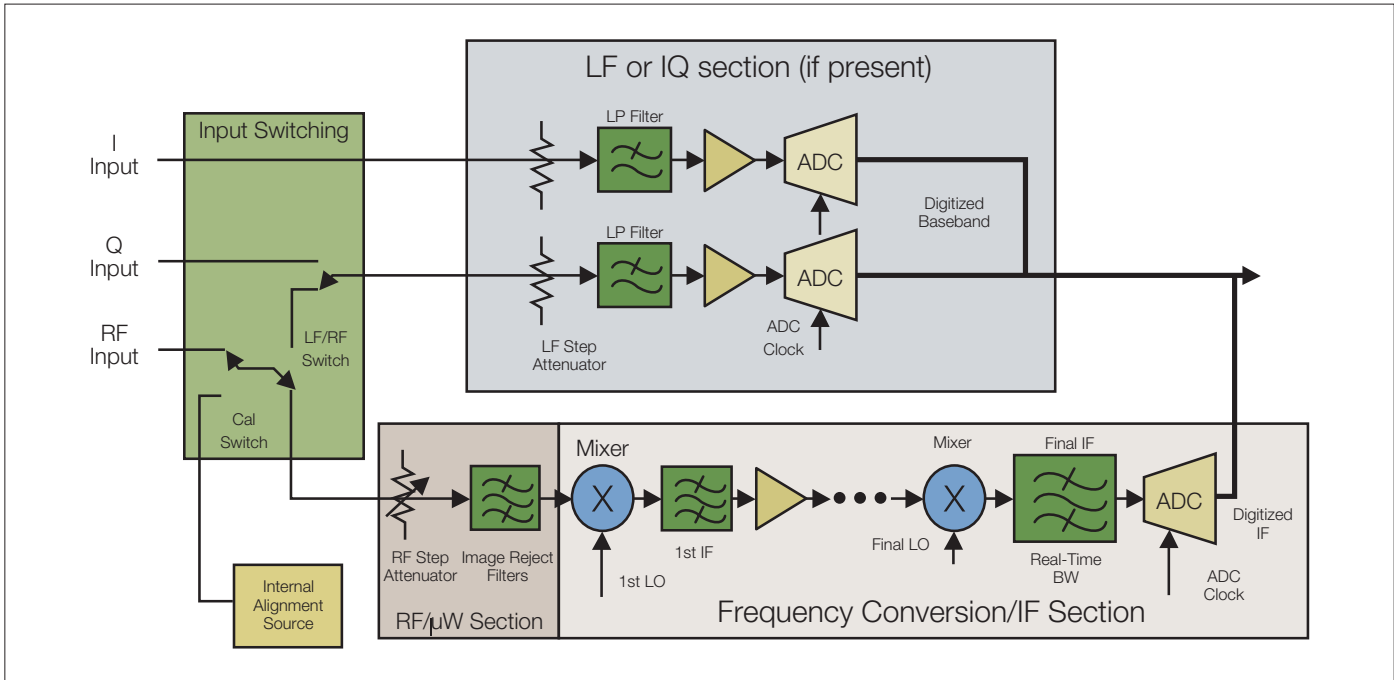 LF or IQ section (if present)
Input Switching
I
Input
LP Filter
ADC
Digitized
Baseband
Q
Input
LP Filter
ADC
RF
Input
LF/RF
Switch
LF Step
Attenuator
ADC
Clock
Cal
Switch
Mixer
Mixer
Final IF
X
X
ADC
1st IF
Final LO
Digitized
IF
RF Step
Attenuator
Image Reject
Filters
1st LO
Real-Time
BW
ADC
Clock
Internal
Alignment
Source
RF/µW Section
Frequency Conversion/IF Section